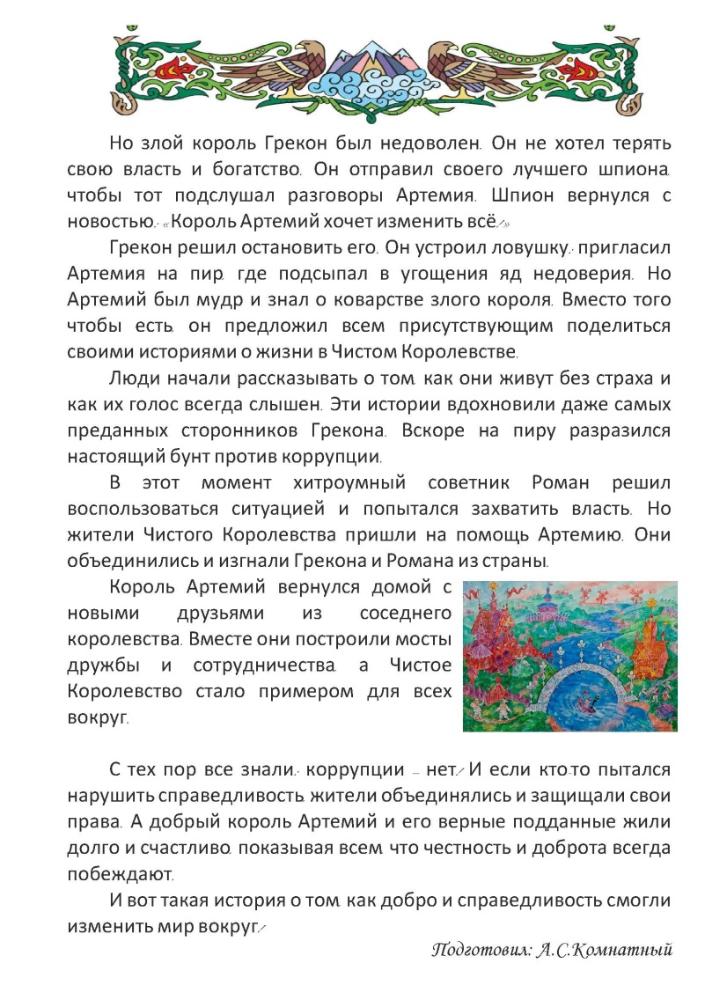 Но злой король Грекон был недоволен. Он не хотел терять
свою власть и богатство. Он отправил своего лучшего шпиона,
чтобы тот подслушал разговоры Артемия. Шпион вернулся с
новостью: «Король Артемий хочет изменить всё!»
Грекон решил остановить его. Он устроил ловушку: пригласил
Артемия на пир, где подсыпал в угощения яд недоверия. Но
Артемий был мудр и знал о коварстве злого короля. Вместо того
чтобы есть, он предложил всем присутствующим поделиться
своими историями о жизни в Чистом Королевстве.
Люди начали рассказывать о том, как они живут без страха и
как их голос всегда слышен. Эти истории вдохновили даже самых
преданных сторонников Грекона. Вскоре на пиру разразился
настоящий бунт против коррупции.
В этот момент хитроумный советник Роман решил
воспользоваться ситуацией и попытался захватить власть. Но
жители Чистого Королевства пришли на помощь Артемию. Они
объединились и изгнали Грекона и Романа из страны.
Король Артемий вернулся домой с
новыми друзьями из соседнего
королевства. Вместе они построили мосты
дружбы и сотрудничества, а Чистое
Королевство стало примером для всех
вокруг.
С тех пор все знали: коррупции – нет! И если кто-то пытался
нарушить справедливость, жители объединялись и защищали свои
права. А добрый король Артемий и его верные подданные жили
долго и счастливо, показывая всем, что честность и доброта всегда
побеждают.
И вот такая история о том, как добро и справедливость смогли
изменить мир вокруг!
Подготовил: А.С.Комнатный